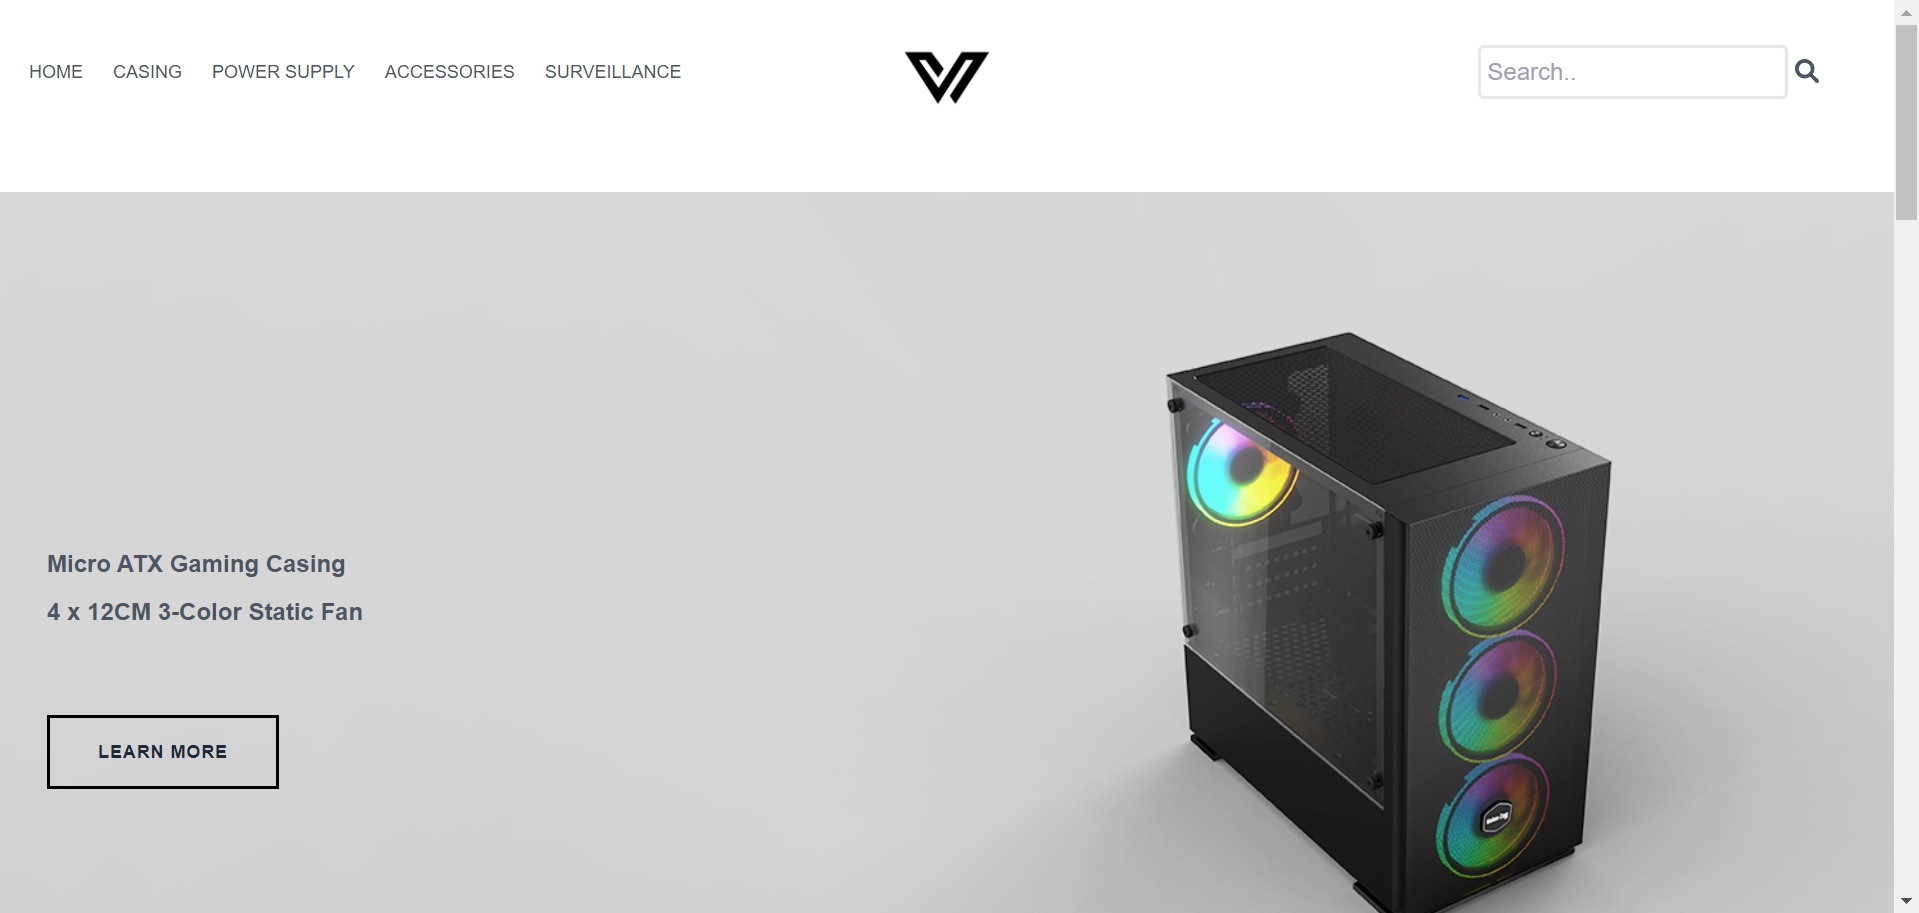 HOME CASING POWER SUPPLY ACCESSORIES SURVEILLANCE
Search..
Micro ATX Gaming Casing
4 x 12CM 3-Color Static Fan
LEARN MORE